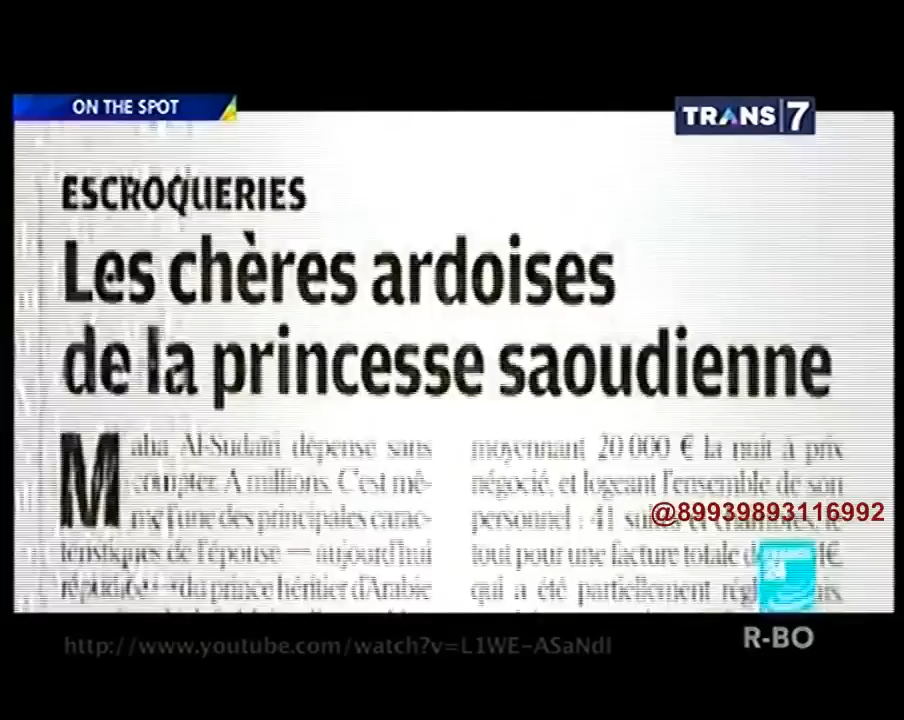 ON THE SPOT
TRANS 7
ESCROQUERIES
Les chères ardoises
de la princesse saoudienne
Maha Al-Sudaïri dépense sans
compter. A millions. C'est mê-
me l'une des principales carac-
téristiques de l'épouse — aujourd'hui
répudiée — du prince héritier d'Arabie
moyennant 20 000 € la nuit à prix
négocié, et logeant l'ensemble de son
personnel : 41
@89939893116992
tout pour une facture totale
qui a été partiellement
http://www.youtube.com/watch?v=L1WE-ASaNdI
R-BO